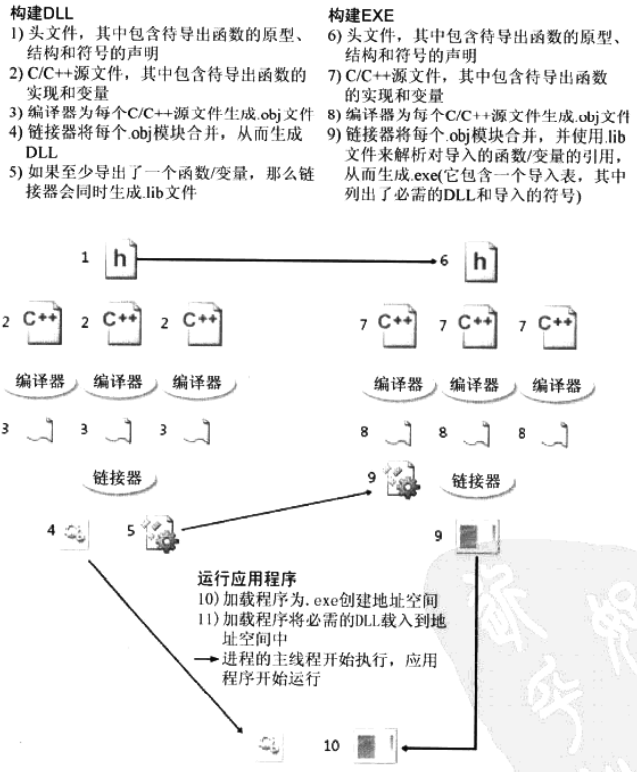 构建DLL
1) 头文件，其中包含待导出函数的原型、
结构和符号的声明
2) C/C++源文件，其中包含待导出函数的
实现和变量
3) 编译器为每个C/C++源文件生成.obj文件
4) 链接器将每个.obj模块合并，从而生成
DLL
5) 如果至少导出了一个函数/变量，那么链
接器会同时生成.lib文件
构建EXE
6) 头文件，其中包含待导出函数的原型、
结构和符号的声明
7) C/C++源文件，其中包含待导出函数
的实现和变量
8) 编译器为每个C/C++源文件生成.obj文件
9) 链接器将每个.obj模块合并，并使用.lib
文件来解析对导入的函数/变量的引用，
从而生成.exe(它包含一个导入表，其中
列出了必需的DLL和导入的符号)
1 h 6 h
2 C++ 2 C++ 2 C++ 7 C++ 7 C++ 7 C++
编译器 编译器 编译器 编译器 编译器 编译器
3 3 3 8 8 8
链接器 9 链接器
4 5 9
运行应用程序
10) 加载程序为.exe创建地址空间
11) 加载程序将必需的DLL载入到地
址空间中
进程的主线程开始执行，应用
程序开始运行
10